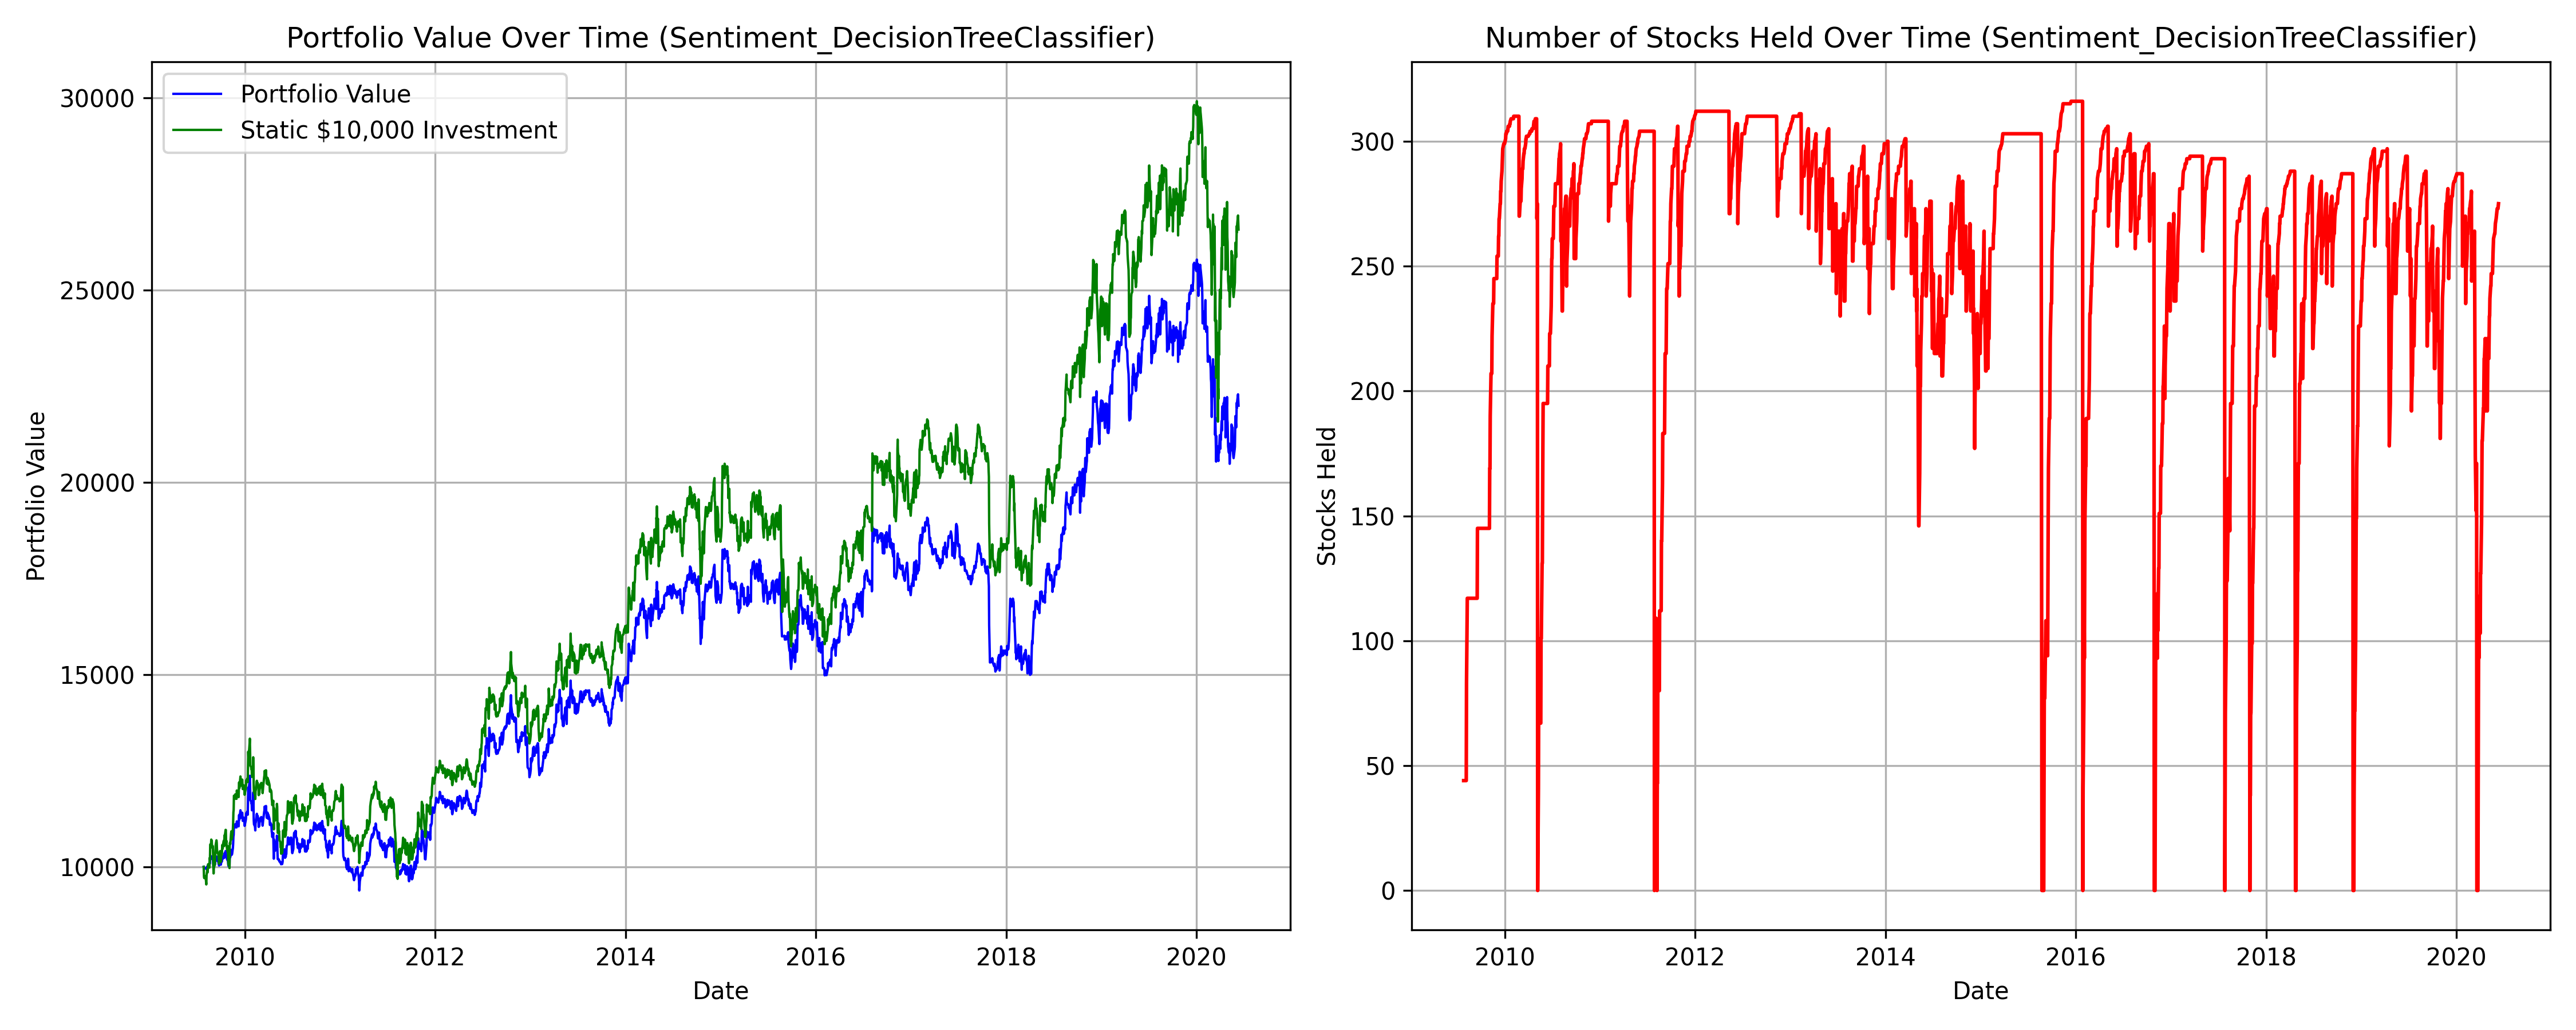 Portfolio Value Over Time (Sentiment_DecisionTreeClassifier)
Portfolio Value
Static $10,000 Investment
30000
25000
20000
15000
10000
Portfolio Value
2010 2012 2014 2016 2018 2020
Date
Number of Stocks Held Over Time (Sentiment_DecisionTreeClassifier)
300
250
200
150
100
50
0
Stocks Held
2010 2012 2014 2016 2018 2020
Date